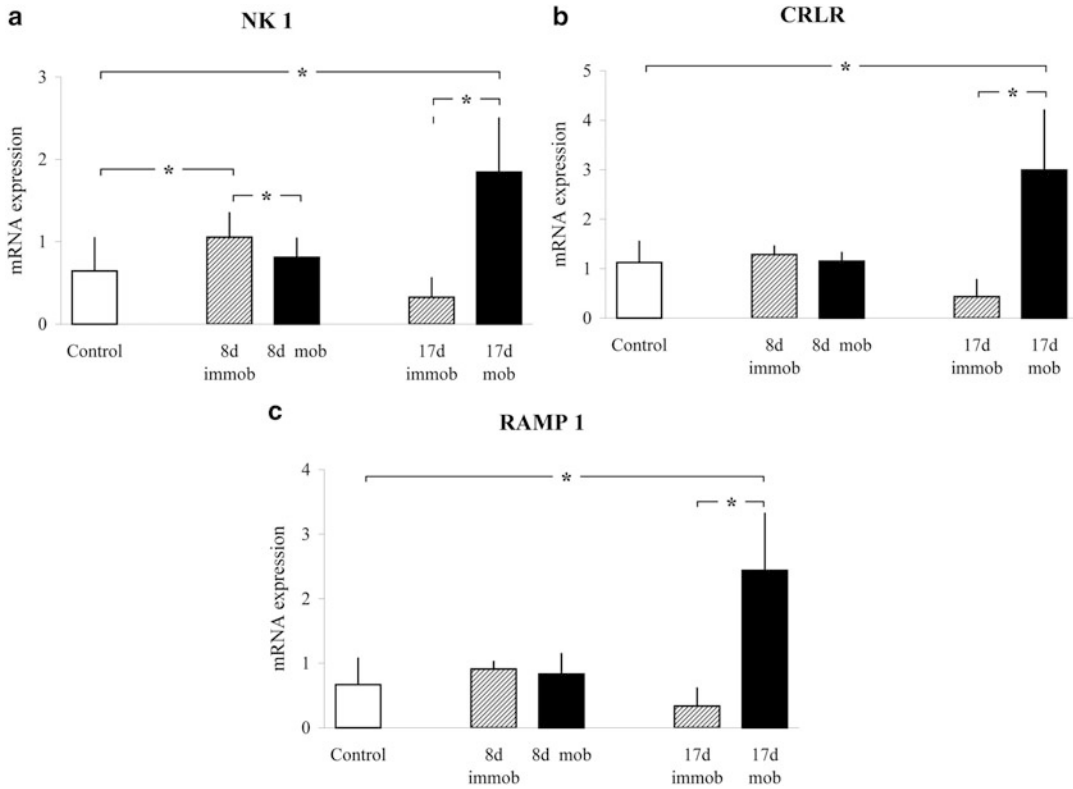 a
NK 1
mRNA expression
3
2
1
0
*
*
*
*
Control
8d immob
8d mob
17d immob
17d mob
b
CRLR
mRNA expression
5
4
3
2
1
0
*
*
Control
8d immob
8d mob
17d immob
17d mob
c
RAMP 1
mRNA expression
4
3
2
1
0
*
*
Control
8d immob
8d mob
17d immob
17d mob